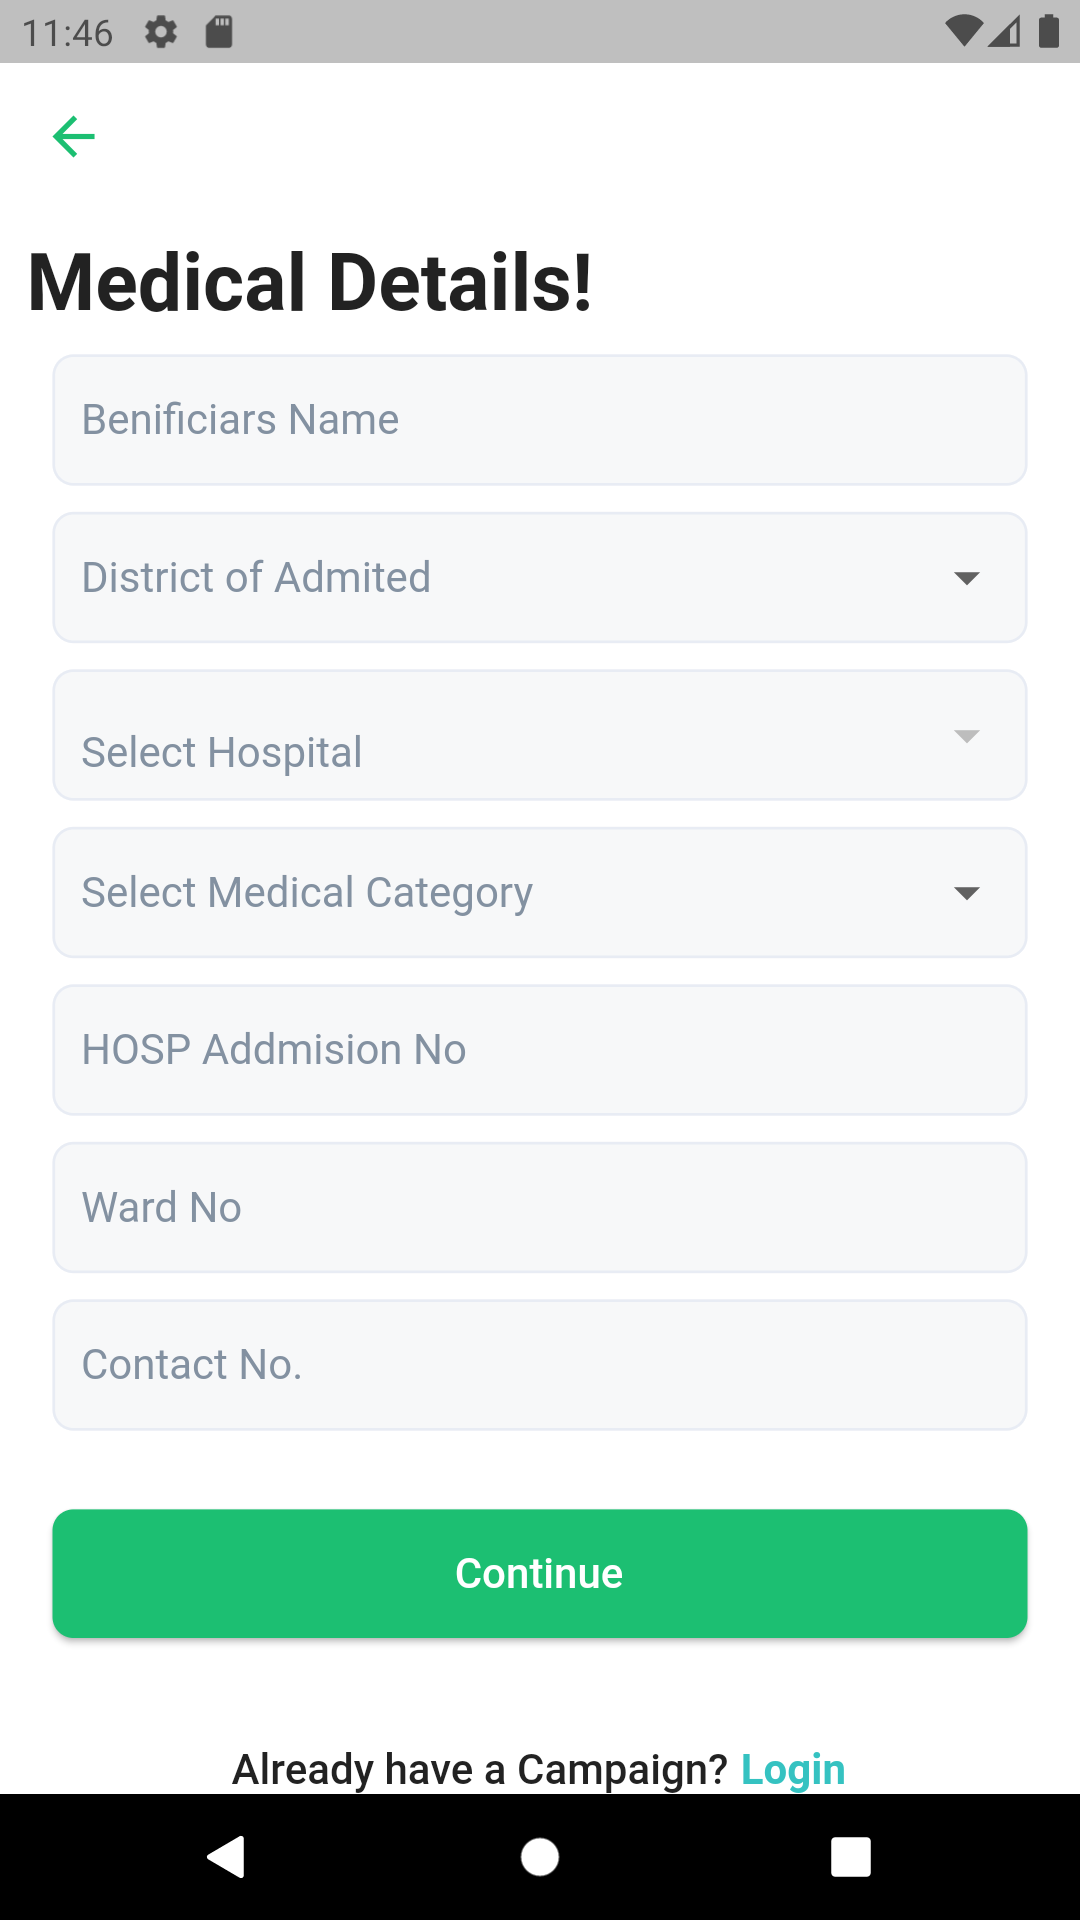 11:46
Medical Details!
Benificiars Name
District of Admited
Select Hospital
Select Medical Category
HOSP Addmision No
Ward No
Contact No.
Continue
Already have a Campaign? Login